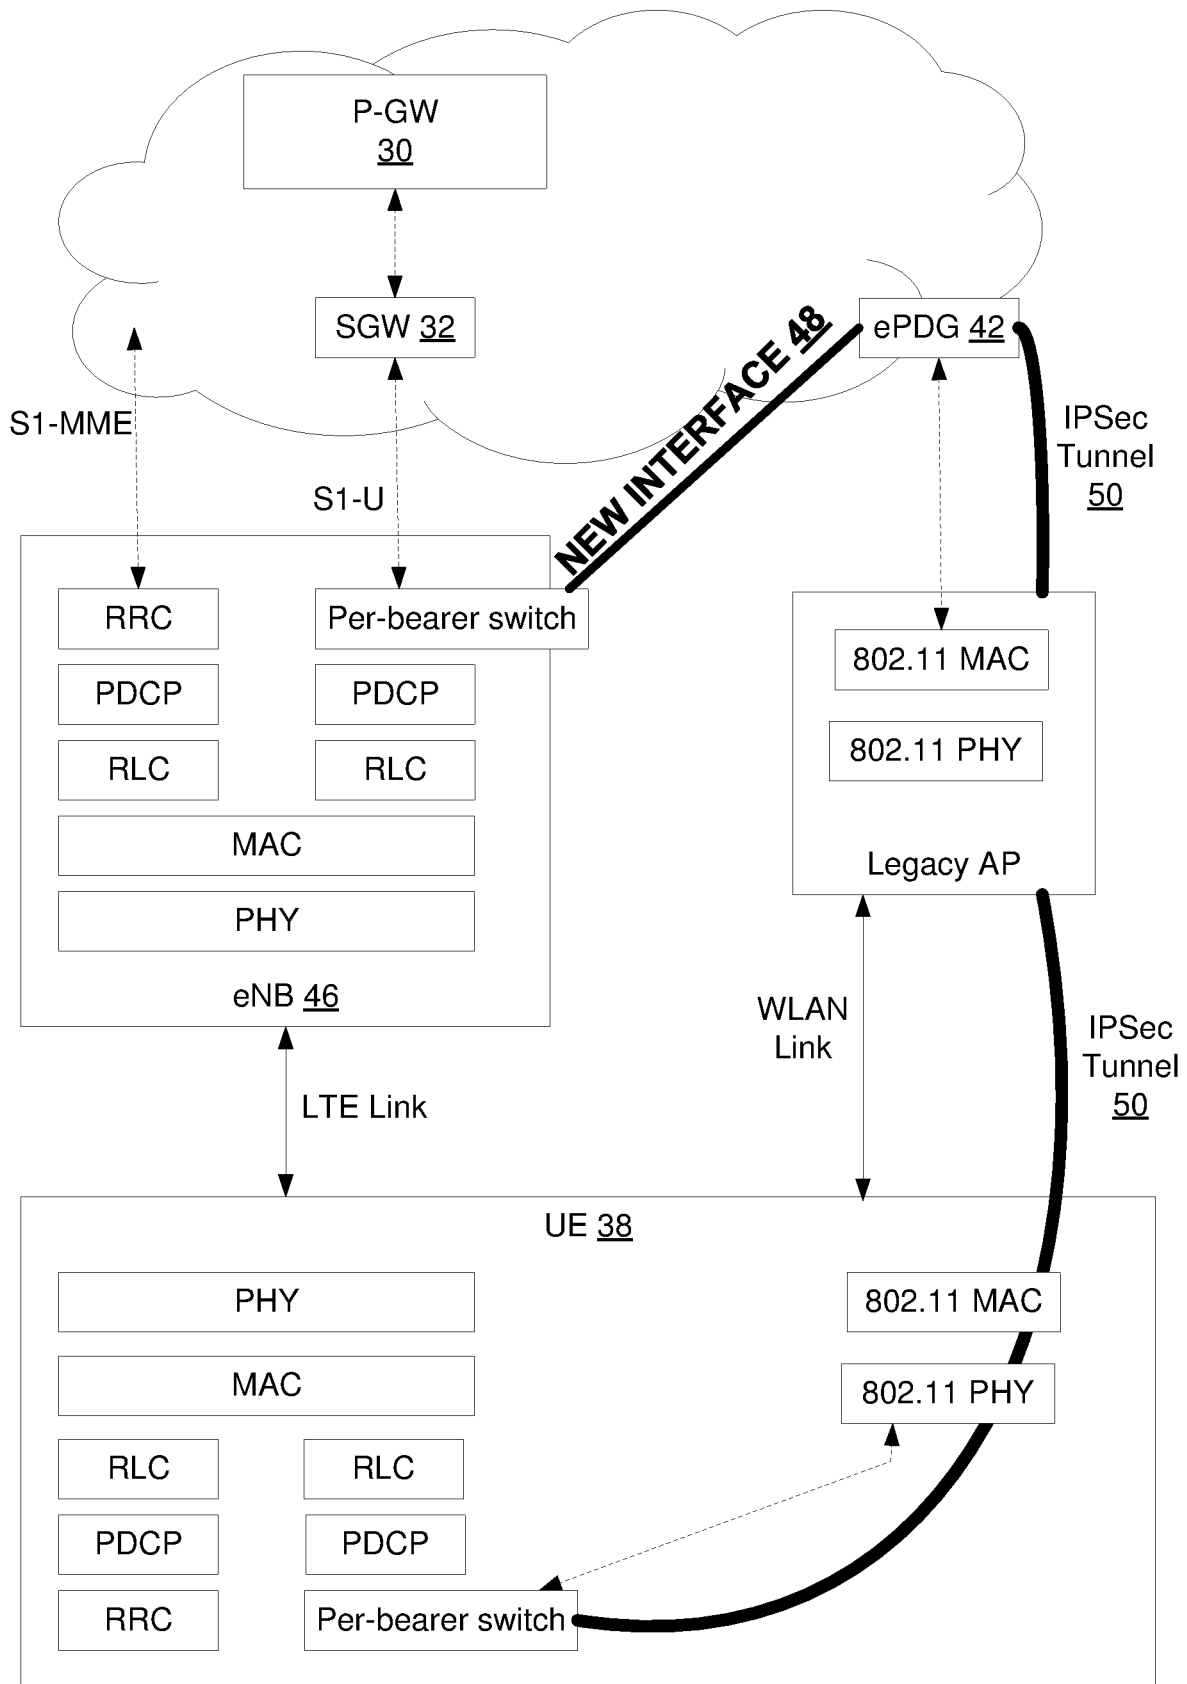 P-GW
30
SGW 32
ePDG 42
NEW INTERFACE 48
S1-MME
S1-U
IPSec
Tunnel
50
RRC
Per-bearer switch
PDCP
PDCP
RLC
RLC
MAC
PHY
eNB 46
802.11 MAC
802.11 PHY
Legacy AP
LTE Link
WLAN
Link
IPSec
Tunnel
50
UE 38
PHY
MAC
RLC
RLC
PDCP
PDCP
RRC
Per-bearer switch
802.11 MAC
802.11 PHY